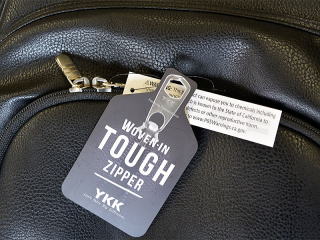 WOVEN-IN
TOUGH
ZIPPER
YKK
can expose you to chemicals including
is known to the State of California to
defects or other reproductive harm.
to www.P65Warnings.ca.gov.